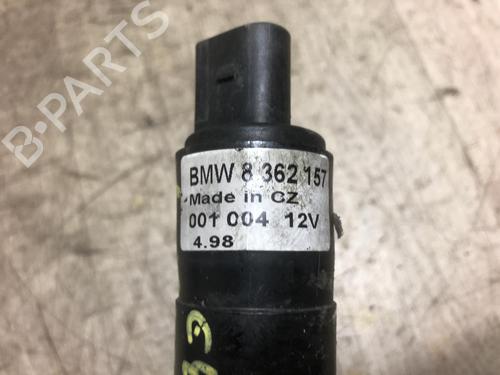 B-PARTS
BMW 8 362 157
Made in CZ
001 004 12V
4.98